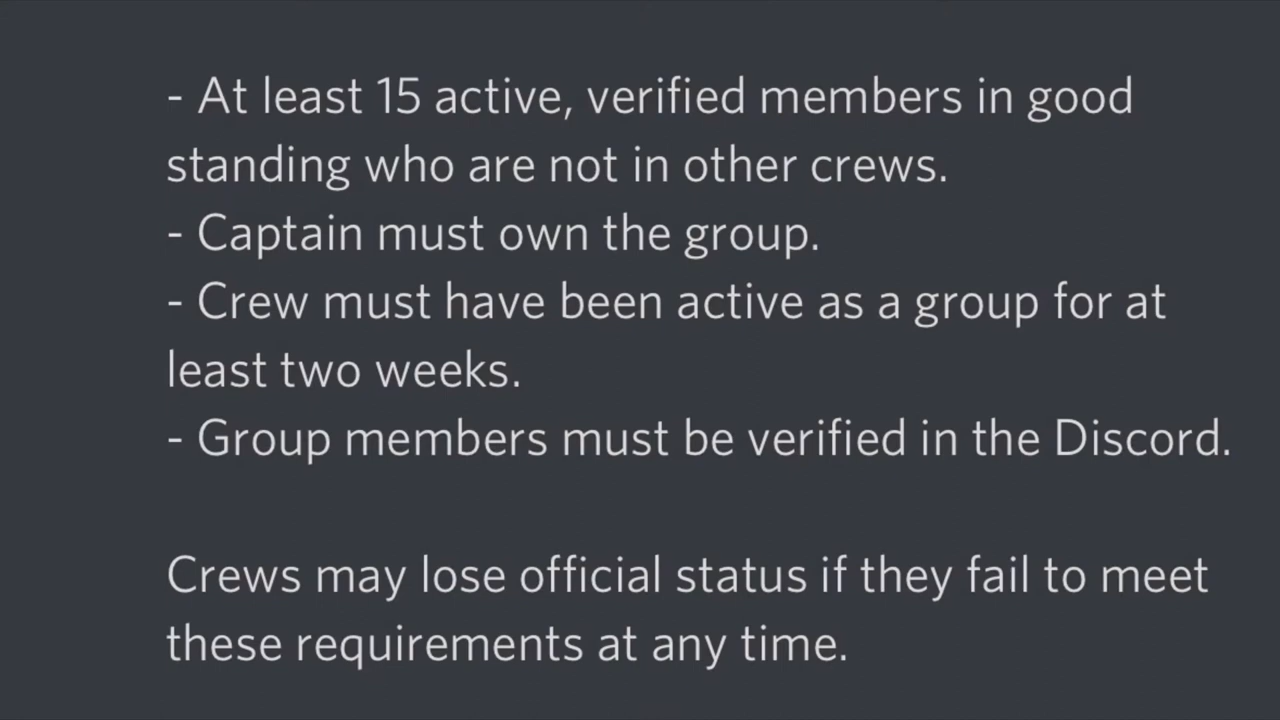 - At least 15 active, verified members in good
standing who are not in other crews.
- Captain must own the group.
- Crew must have been active as a group for at
least two weeks.
- Group members must be verified in the Discord.
Crews may lose official status if they fail to meet
these requirements at any time.